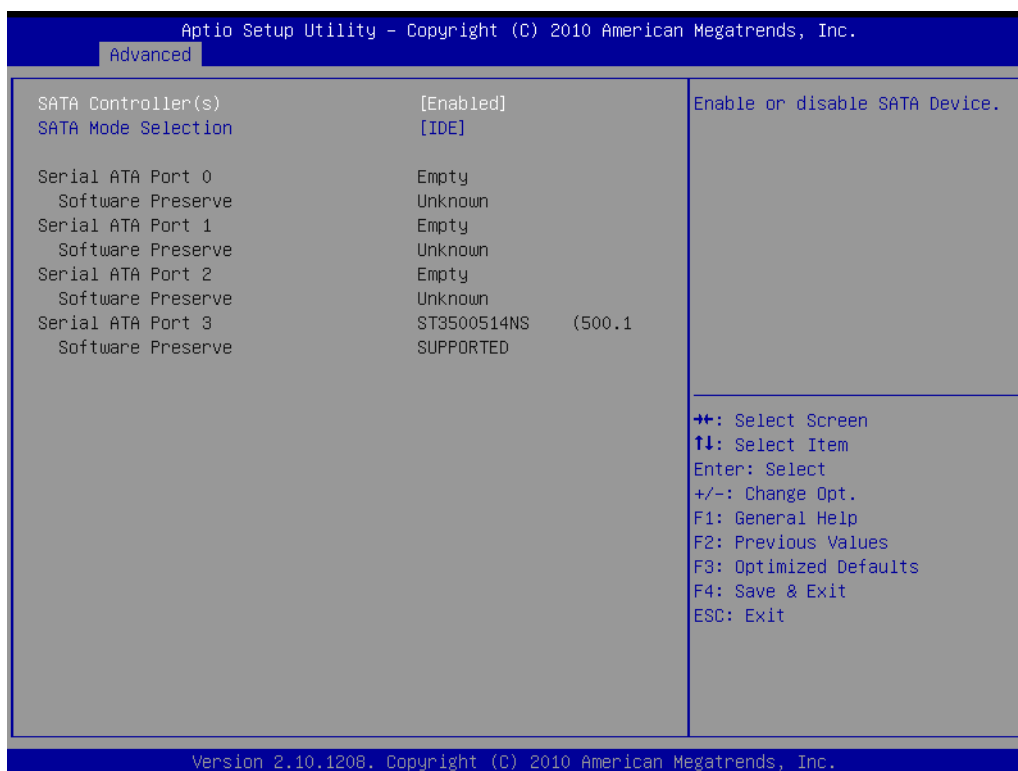 Aptio Setup Utility – Copyright (C) 2010 American Megatrends, Inc.
Advanced
SATA Controller(s) [Enabled]
SATA Mode Selection [IDE]
Serial ATA Port 0 Empty
Software Preserve Unknown
Serial ATA Port 1 Empty
Software Preserve Unknown
Serial ATA Port 2 Empty
Software Preserve Unknown
Serial ATA Port 3 ST3500514NS (500.1
Software Preserve SUPPORTED
Enable or disable SATA Device.
→←: Select Screen
↑↓: Select Item
Enter: Select
+/-: Change Opt.
F1: General Help
F2: Previous Values
F3: Optimized Defaults
F4: Save & Exit
ESC: Exit
Version 2.10.1208. Copyright (C) 2010 American Megatrends, Inc.